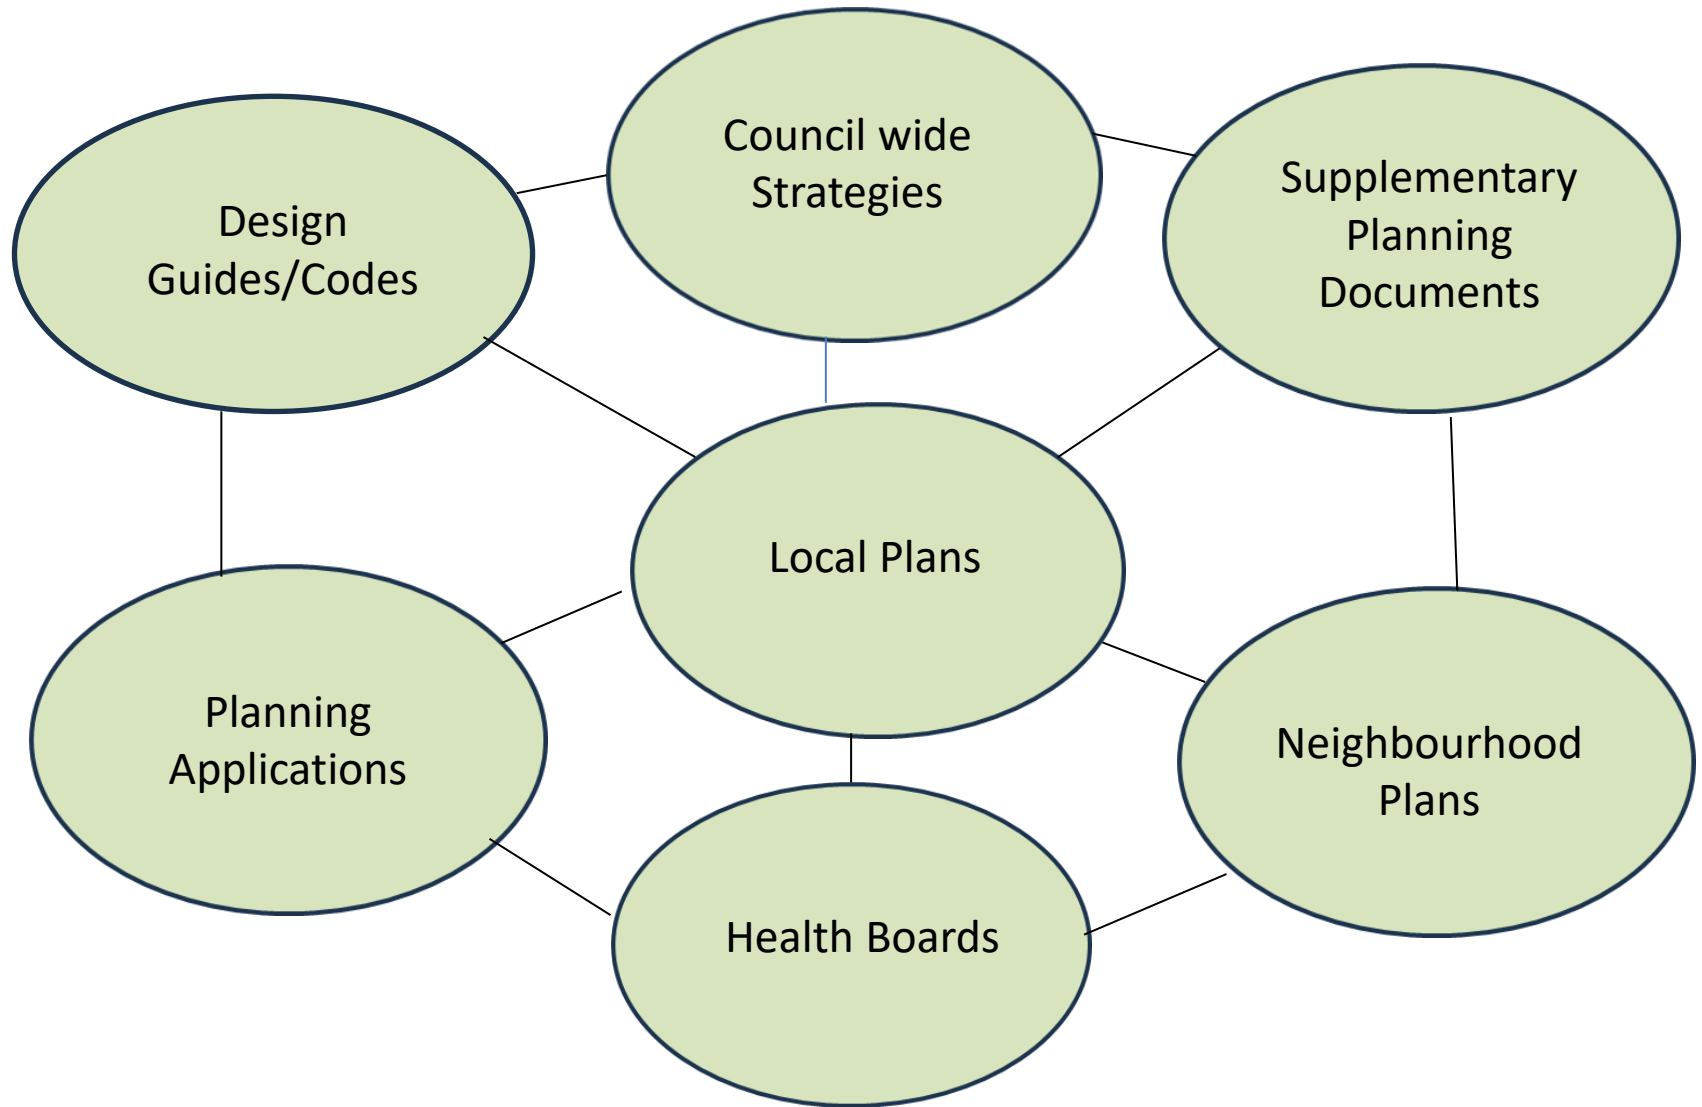 Council wide
Strategies
Supplementary
Planning
Documents
Design
Guides/Codes
Local Plans
Planning
Applications
Neighbourhood
Plans
Health Boards